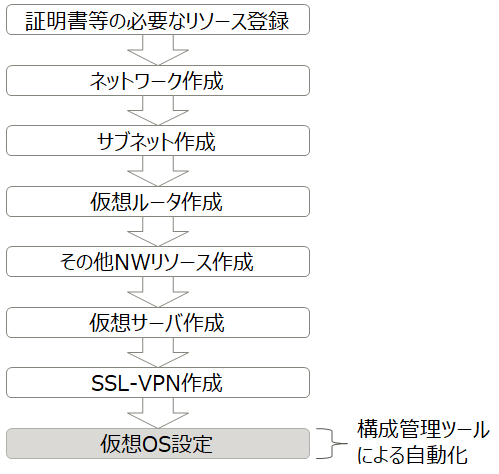 証明書等の必要なリソース登録
ネットワーク作成
サブネット作成
仮想ルータ作成
その他NWリソース作成
仮想サーバ作成
SSL-VPN作成
仮想OS設定
構成管理ツール
による自動化